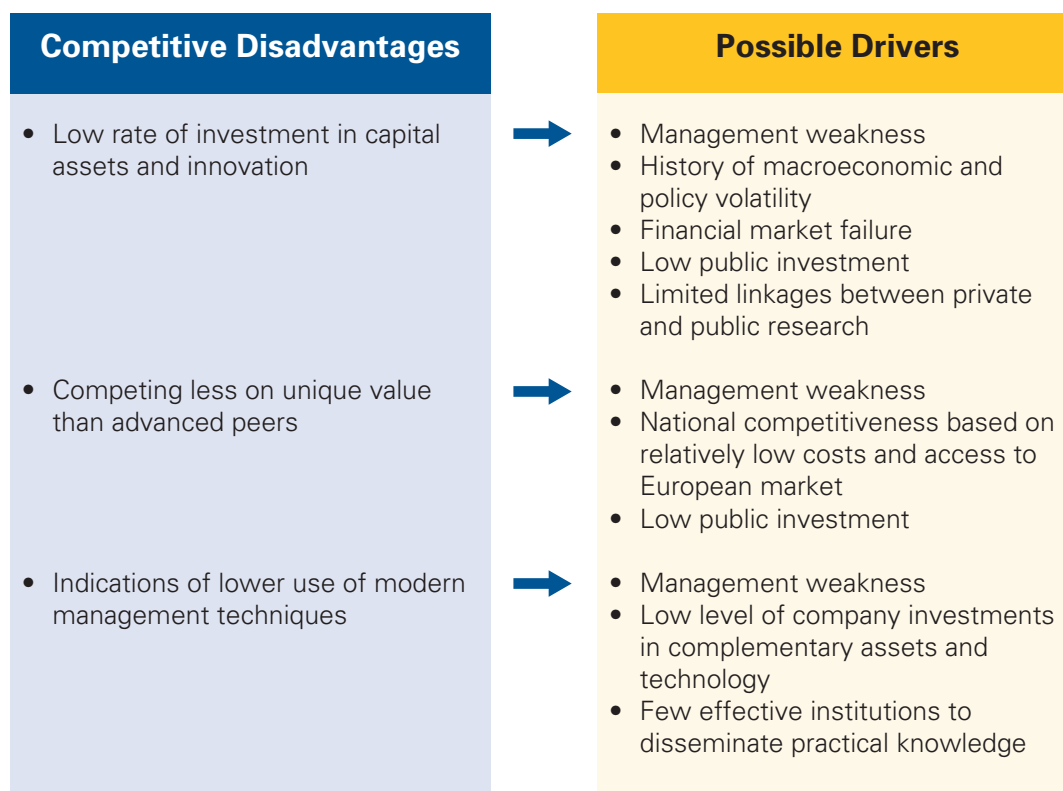 Competitive Disadvantages
Possible Drivers
• Low rate of investment in capital
assets and innovation
• Management weakness
• History of macroeconomic and
policy volatility
• Financial market failure
• Low public investment
• Limited linkages between private
and public research
• Competing less on unique value
than advanced peers
• Management weakness
• National competitiveness based on
relatively low costs and access to
European market
• Low public investment
• Indications of lower use of modern
management techniques
• Management weakness
• Low level of company investments
in complementary assets and
technology
• Few effective institutions to
disseminate practical knowledge